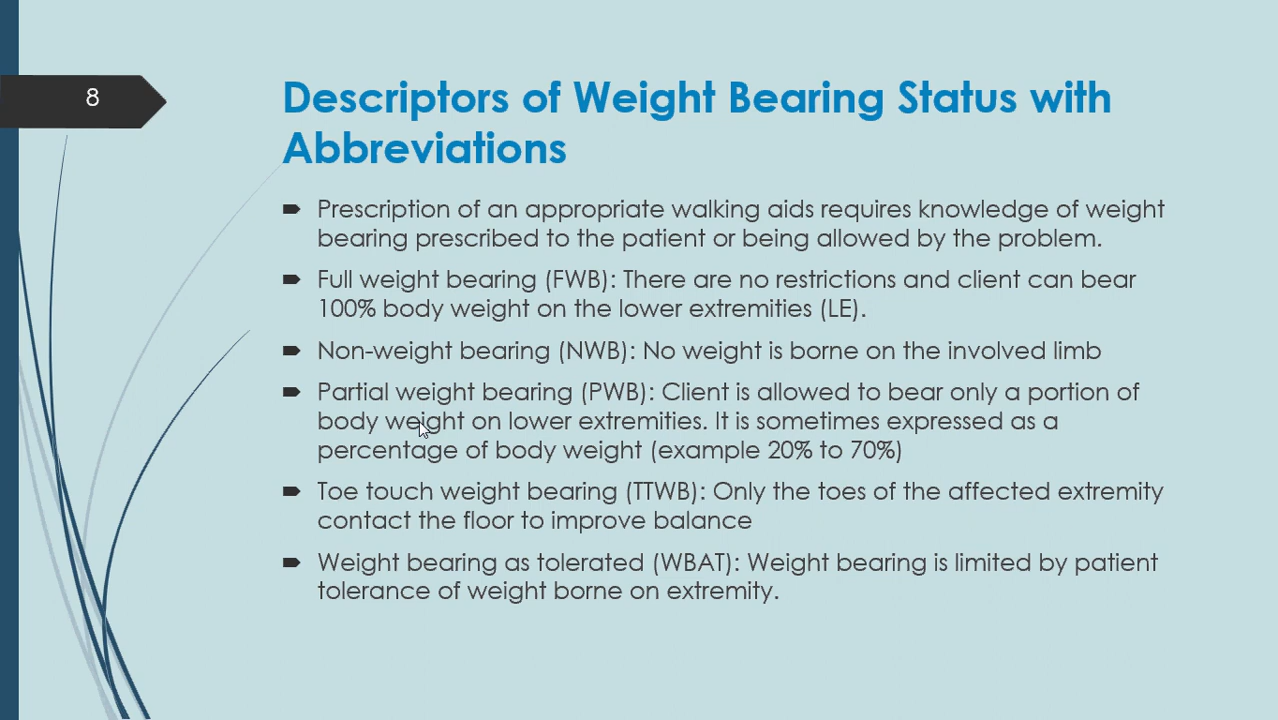 8
Descriptors of Weight Bearing Status with
Abbreviations
Prescription of an appropriate walking aids requires knowledge of weight
bearing prescribed to the patient or being allowed by the problem.
Full weight bearing (FWB): There are no restrictions and client can bear
100% body weight on the lower extremities (LE).
Non-weight bearing (NWB): No weight is borne on the involved limb
Partial weight bearing (PWB): Client is allowed to bear only a portion of
body weight on lower extremities. It is sometimes expressed as a
percentage of body weight (example 20% to 70%)
Toe touch weight bearing (TTWB): Only the toes of the affected extremity
contact the floor to improve balance
Weight bearing as tolerated (WBAT): Weight bearing is limited by patient
tolerance of weight borne on extremity.